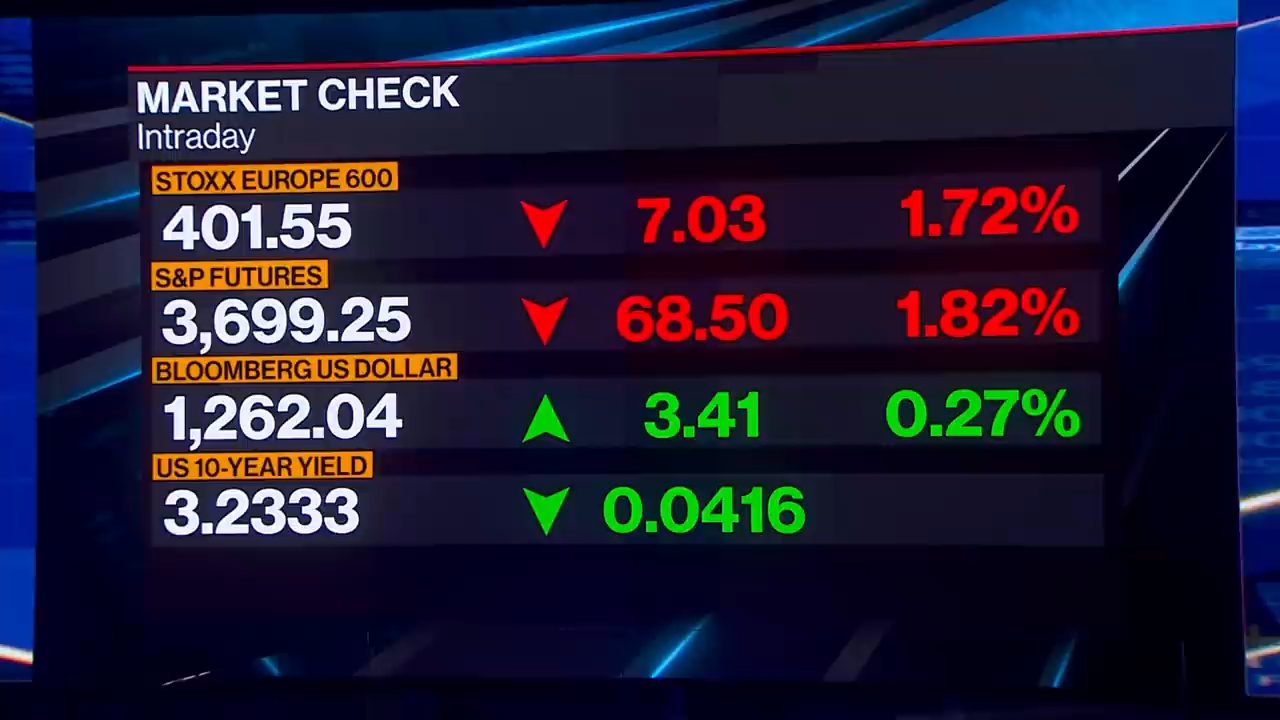 MARKET CHECK
Intraday
STOXX EUROPE 600
401.55 ▼ 7.03 1.72%
S&P FUTURES
3,699.25 ▼ 68.50 1.82%
BLOOMBERG US DOLLAR
1,262.04 ▲ 3.41 0.27%
US 10-YEAR YIELD
3.2333 ▼ 0.0416